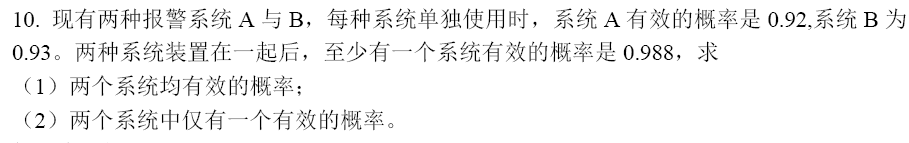 10. 现有两种报警系统 A 与 B，每种系统单独使用时，系统 A 有效的概率是 0.92,系统 B 为
0.93。两种系统装置在一起后，至少有一个系统有效的概率是 0.988，求
（1）两个系统均有效的概率；
（2）两个系统中仅有一个有效的概率。